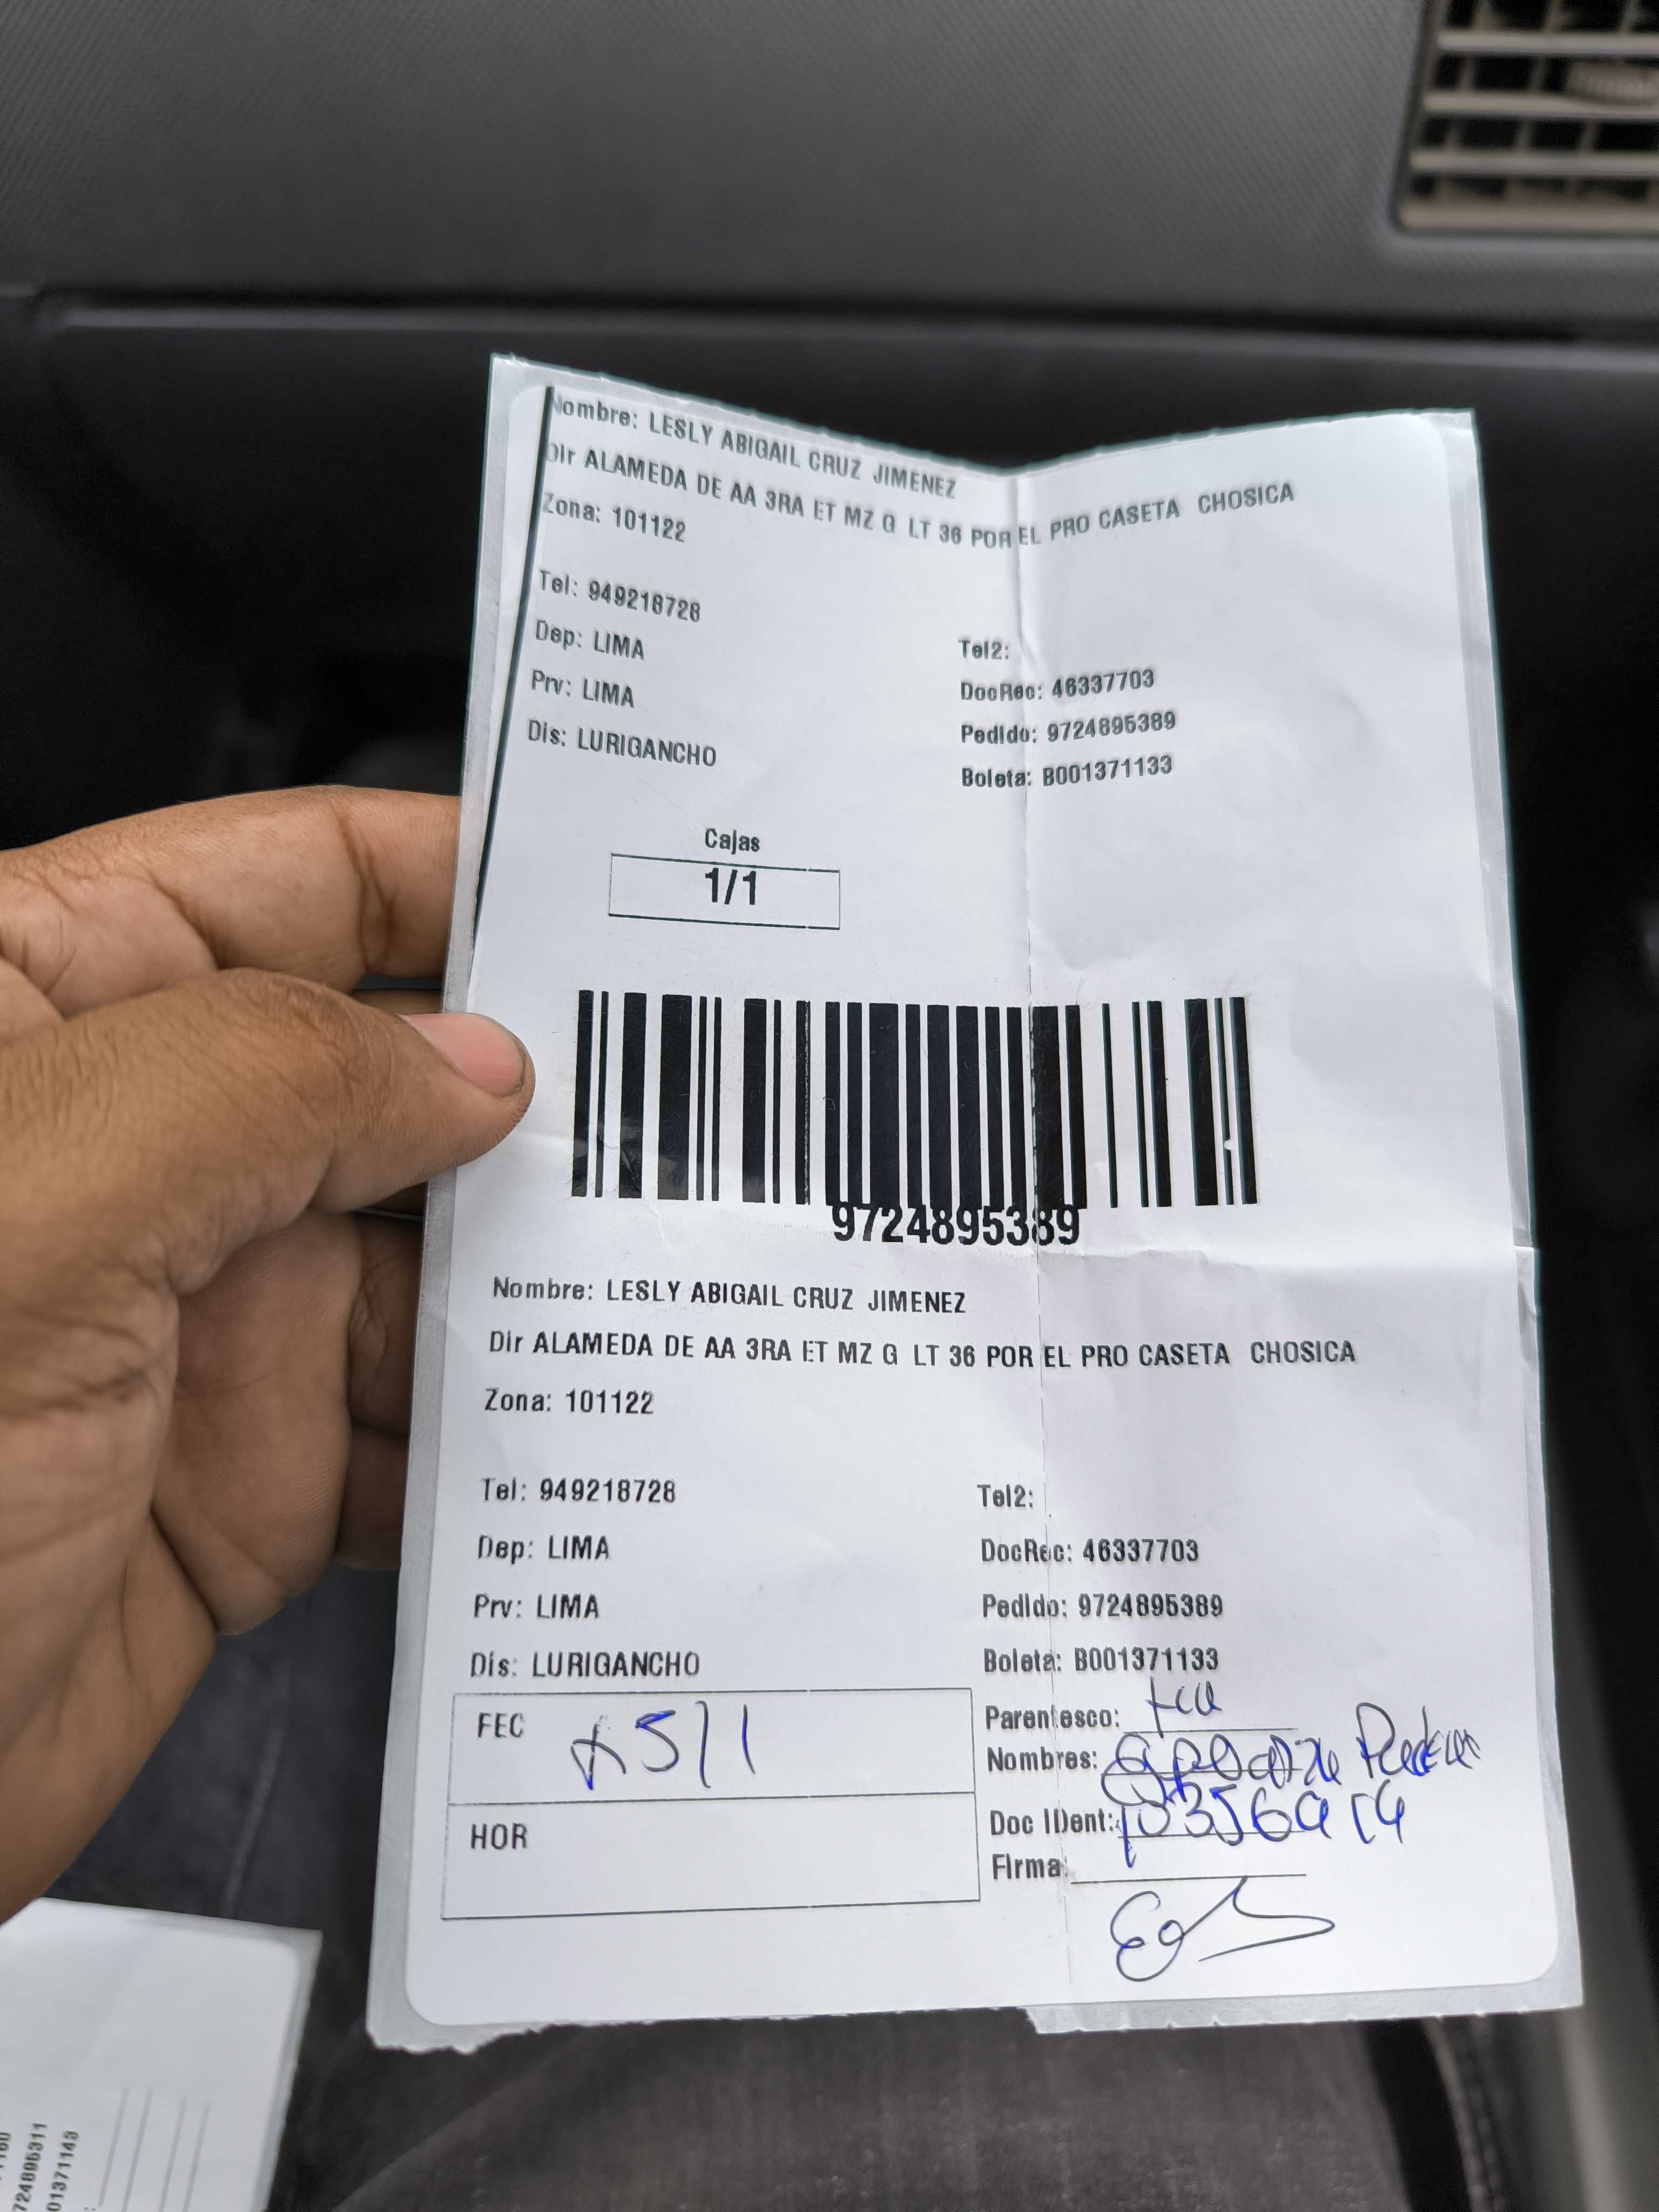 Nombre: LESLY ABIGAIL CRUZ JIMENEZ
Dir ALAMEDA DE AA 3RA ET MZ G LT 36 POR EL PRO CASETA CHOSICA
Zona: 101122
Tel: 949218728
Tel2:
Dep: LIMA
DocRec: 46337703
Prv: LIMA
Pedido: 9724895389
Dis: LURIGANCHO
Boleta: B001371133
Cajas
1/1
9724895389
Nombre: LESLY ABIGAIL CRUZ JIMENEZ
Dir ALAMEDA DE AA 3RA ET MZ G LT 36 POR EL PRO CASETA CHOSICA
Zona: 101122
Tel: 949218728
Tel2:
Dep: LIMA
DocRec: 46337703
Prv: LIMA
Pedido: 9724895389
Dis: LURIGANCHO
Boleta: B001371133
FEC
Parentesco:
Nombres:
HOR
Doc IDent:
Firma:
724895311
01371143